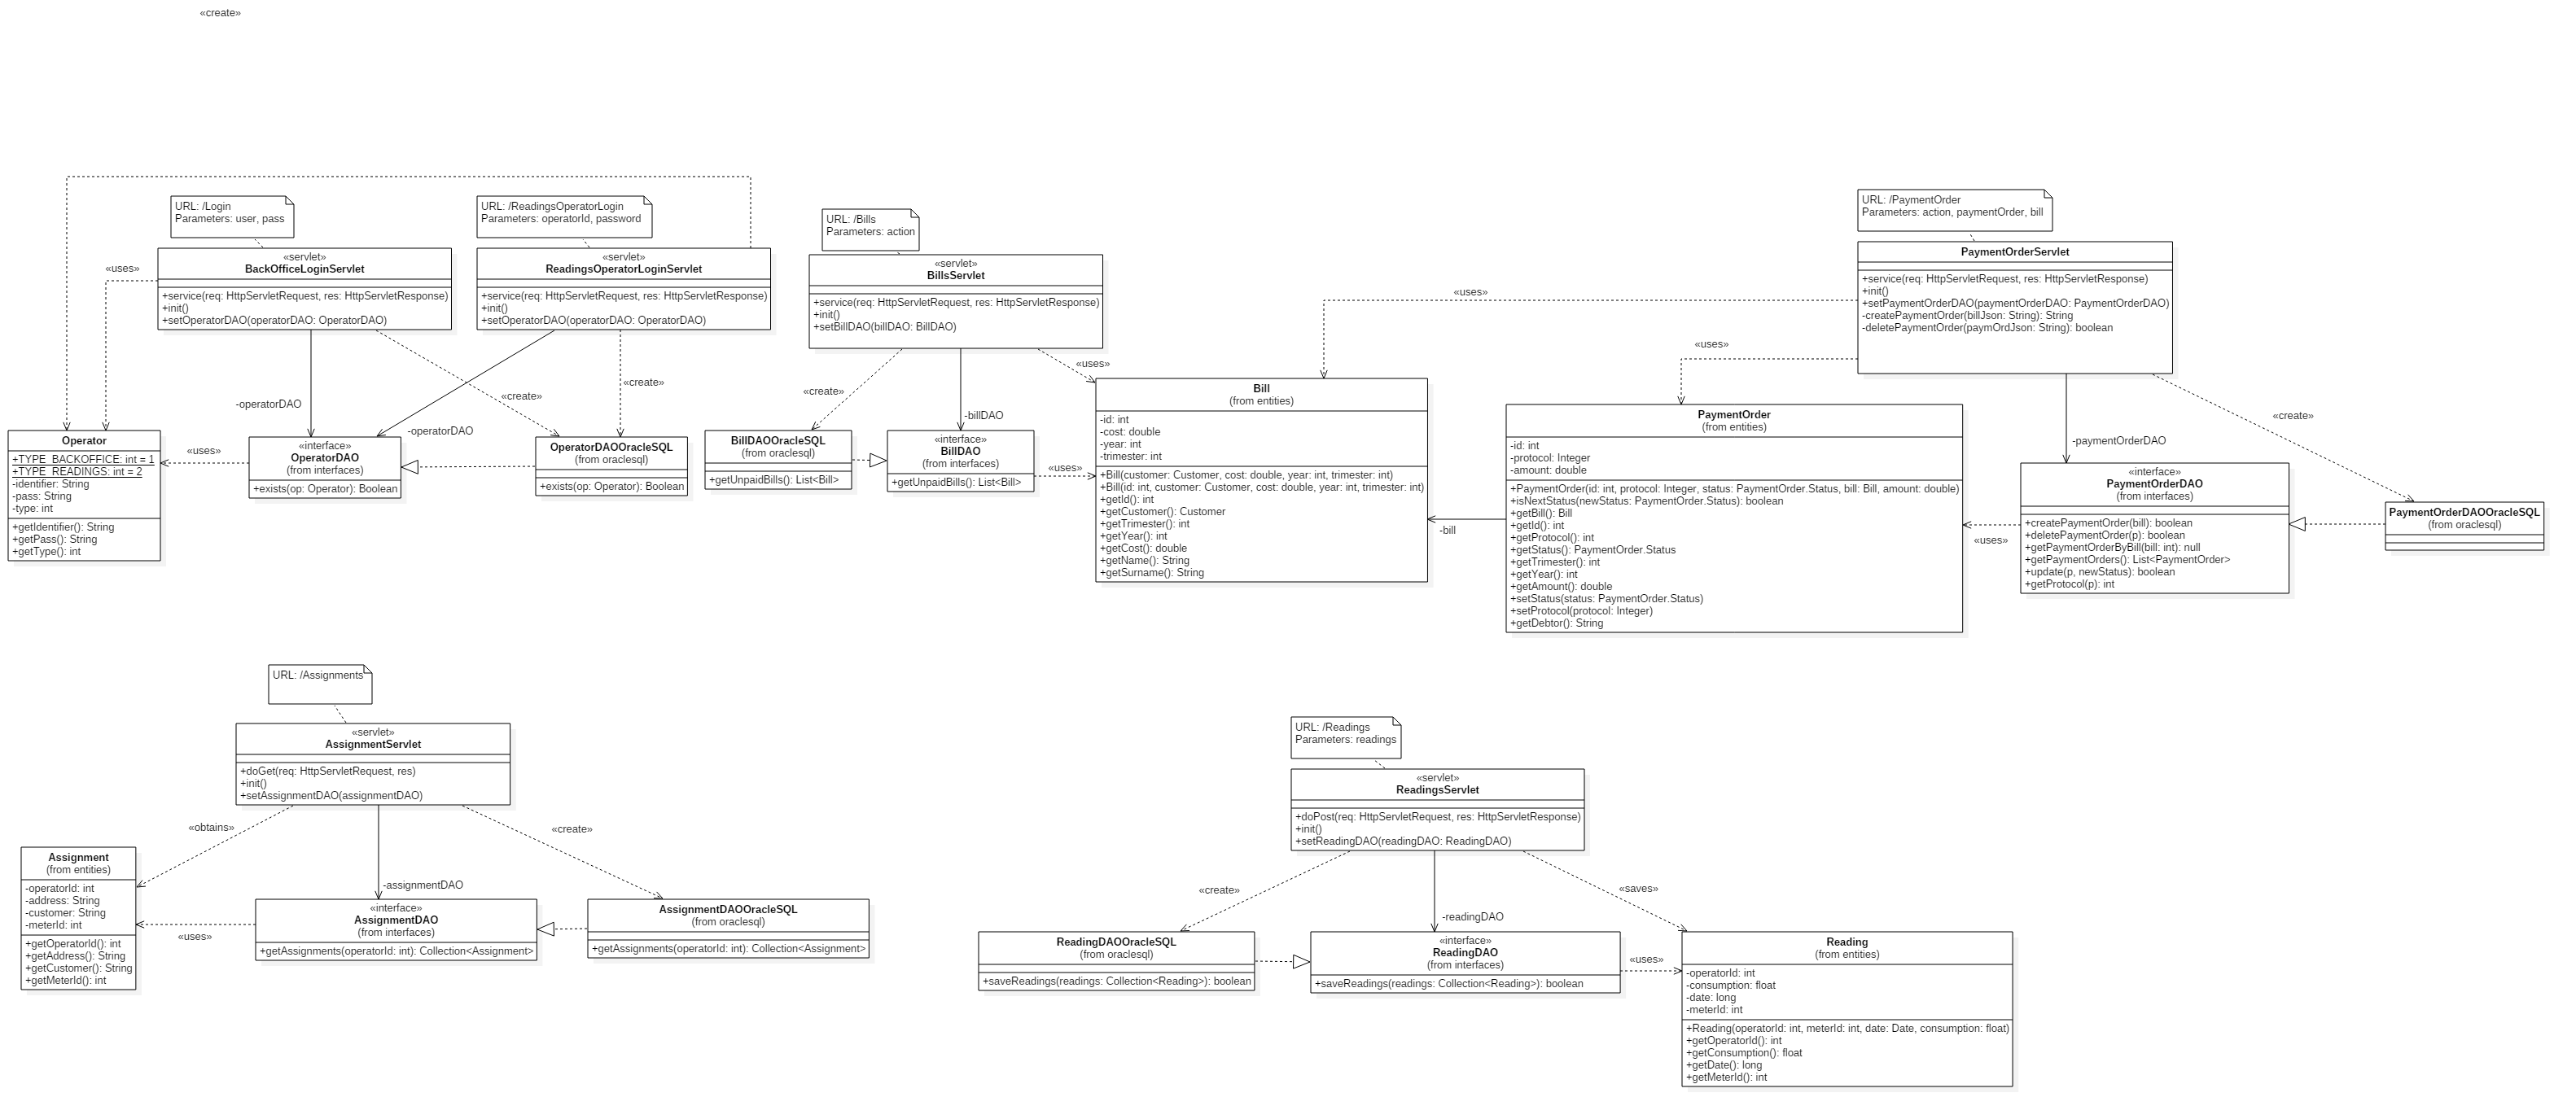 «create»
URL: /Login
Parameters: user, pass
«servlet»
BackOfficeLoginServlet
+service(req: HttpServletRequest, res: HttpServletResponse)
+init()
+setOperatorDAO(operatorDAO: OperatorDAO)
URL: /ReadingsOperatorLogin
Parameters: operatorId, password
«servlet»
ReadingsOperatorLoginServlet
+service(req: HttpServletRequest, res: HttpServletResponse)
+init()
+setOperatorDAO(operatorDAO: OperatorDAO)
URL: /Bills
Parameters: action
«servlet»
BillsServlet
+service(req: HttpServletRequest, res: HttpServletResponse)
+init()
+setBillDAO(billDAO: BillDAO)
URL: /PaymentOrder
Parameters: action, paymentOrder, bill
PaymentOrderServlet
+service(req: HttpServletRequest, res: HttpServletResponse)
+init()
+setPaymentOrderDAO(paymentOrderDAO: PaymentOrderDAO)
-createPaymentOrder(billJson: String): String
-deletePaymentOrder(paymOrdJson: String): boolean
«uses»
«uses»
«uses»
«uses»
«create»
«create»
«create»
«create»
-operatorDAO
-operatorDAO
-billDAO
-paymentOrderDAO
Operator
+TYPE_BACKOFFICE: int = 1
+TYPE_READINGS: int = 2
-identifier: String
-pass: String
-type: int
+getIdentifier(): String
+getPass(): String
+getType(): int
«uses»
«interface»
OperatorDAO
(from interfaces)
+exists(op: Operator): Boolean
OperatorDAOOracleSQL
(from oraclesql)
+exists(op: Operator): Boolean
BillDAOOracleSQL
(from oraclesql)
+getUnpaidBills(): List<Bill>
«interface»
BillDAO
(from interfaces)
+getUnpaidBills(): List<Bill>
«uses»
Bill
(from entities)
-id: int
-cost: double
-year: int
-trimester: int
+Bill(customer: Customer, cost: double, year: int, trimester: int)
+Bill(id: int, customer: Customer, cost: double, year: int, trimester: int)
+getId(): int
+getCustomer(): Customer
+getTrimester(): int
+getYear(): int
+getCost(): double
+getName(): String
+getSurname(): String
-bill
PaymentOrder
(from entities)
-id: int
-protocol: Integer
-amount: double
+PaymentOrder(id: int, protocol: Integer, status: PaymentOrder.Status, bill: Bill, amount: double)
+isNextStatus(newStatus: PaymentOrder.Status): boolean
+getBill(): Bill
+getId(): int
+getProtocol(): int
+getStatus(): PaymentOrder.Status
+getTrimester(): int
+getYear(): int
+getAmount(): double
+setStatus(status: PaymentOrder.Status)
+setProtocol(protocol: Integer)
+getDebtor(): String
«uses»
«interface»
PaymentOrderDAO
(from interfaces)
+createPaymentOrder(bill): boolean
+deletePaymentOrder(p): boolean
+getPaymentOrderByBill(bill: int): null
+getPaymentOrders(): List<PaymentOrder>
+update(p, newStatus): boolean
+getProtocol(p): int
PaymentOrderDAOOracleSQL
(from oraclesql)
URL: /Assignments
«servlet»
AssignmentServlet
+doGet(req: HttpServletRequest, res)
+init()
+setAssignmentDAO(assignmentDAO)
«obtains»
«create»
-assignmentDAO
Assignment
(from entities)
-operatorId: int
-address: String
-customer: String
-meterId: int
+getOperatorId(): int
+getAddress(): String
+getCustomer(): String
+getMeterId(): int
«uses»
«interface»
AssignmentDAO
(from interfaces)
+getAssignments(operatorId: int): Collection<Assignment>
AssignmentDAOOracleSQL
(from oraclesql)
+getAssignments(operatorId: int): Collection<Assignment>
URL: /Readings
Parameters: readings
«servlet»
ReadingsServlet
+doPost(req: HttpServletRequest, res: HttpServletResponse)
+init()
+setReadingDAO(readingDAO: ReadingDAO)
«create»
«saves»
-readingDAO
ReadingDAOOracleSQL
(from oraclesql)
+saveReadings(readings: Collection<Reading>): boolean
«interface»
ReadingDAO
(from interfaces)
+saveReadings(readings: Collection<Reading>): boolean
«uses»
Reading
(from entities)
-operatorId: int
-consumption: float
-date: long
-meterId: int
+Reading(operatorId: int, meterId: int, date: Date, consumption: float)
+getOperatorId(): int
+getConsumption(): float
+getDate(): long
+getMeterId(): int